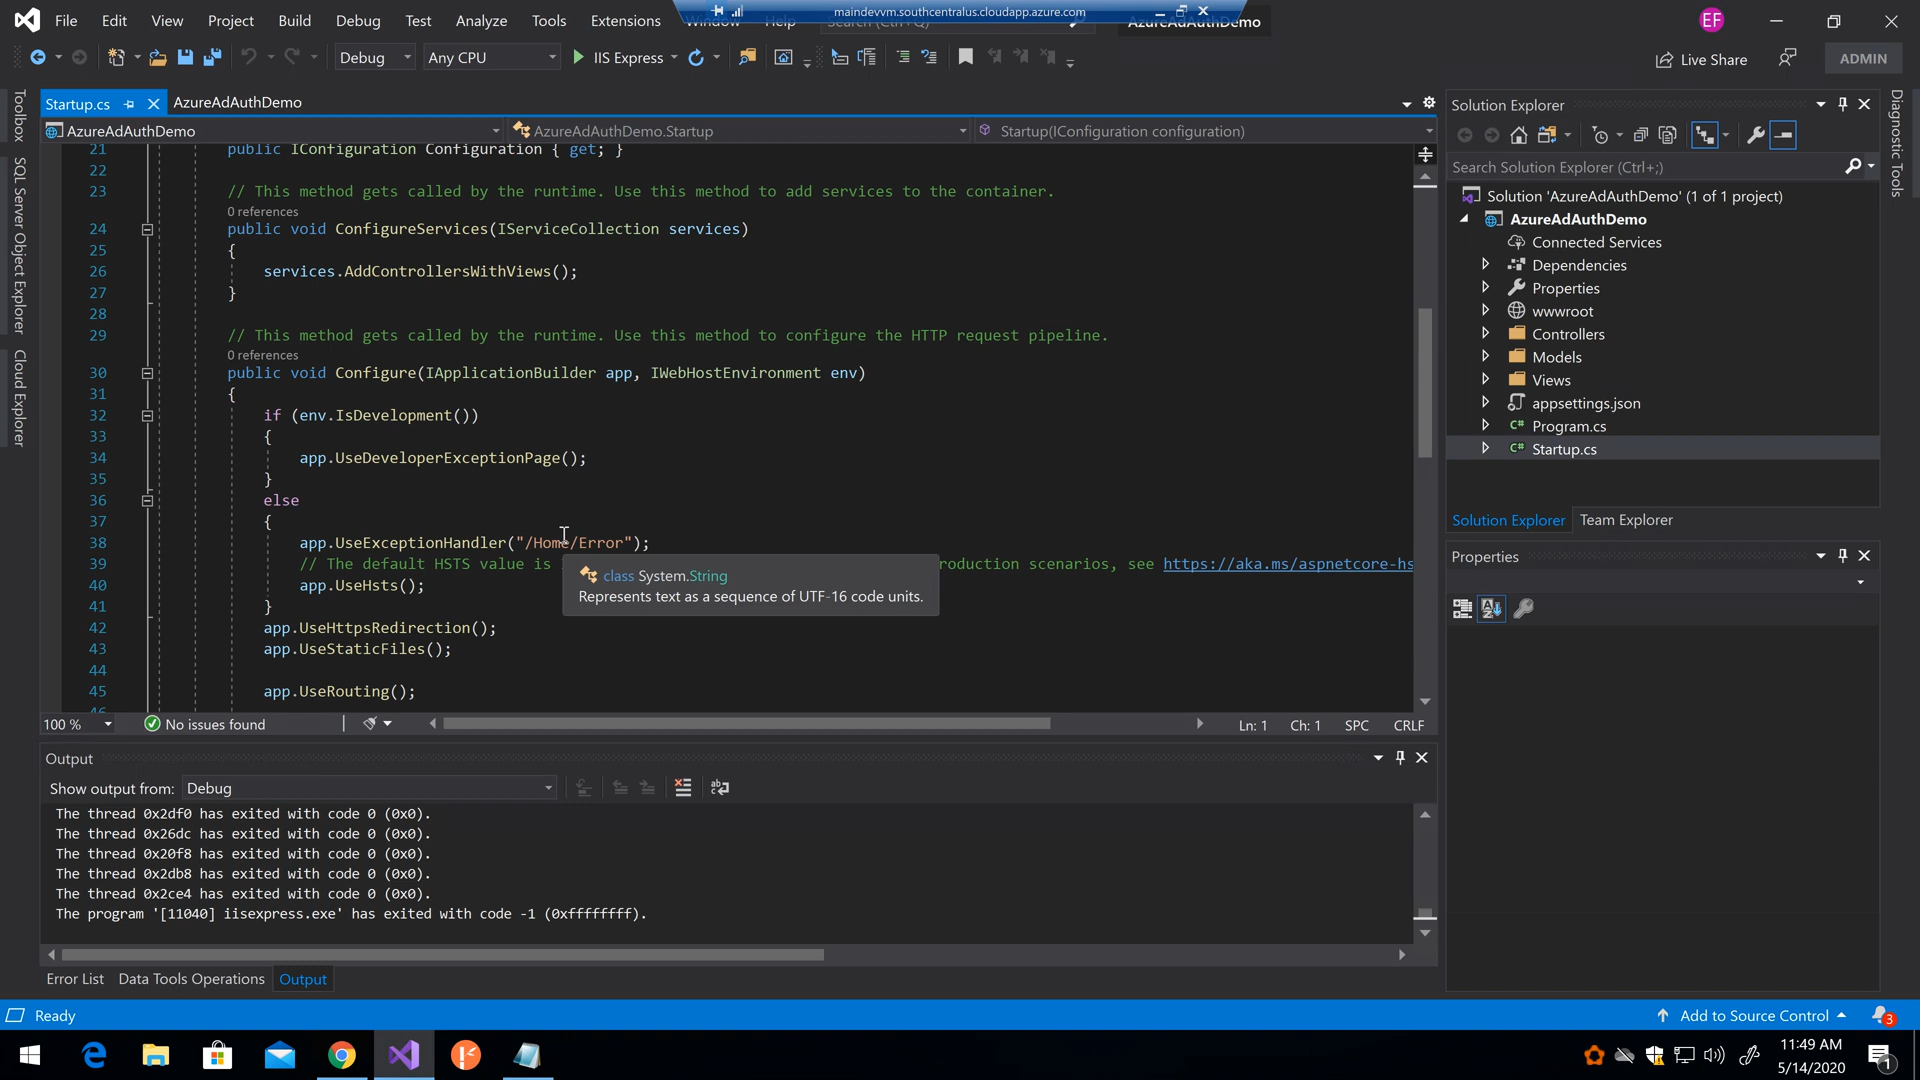 maindevvm.southcentralus.cloudapp.azure.com
File Edit View Project Build Debug Test Analyze Tools Extensions Window Help Search (Ctrl+Q) AzureAdAuthDemo EF
Debug Any CPU IIS Express Live Share ADMIN
Startup.cs AzureAdAuthDemo
AzureAdAuthDemo AzureAdAuthDemo.Startup Startup(IConfiguration configuration)
21 public IConfiguration Configuration { get; }
22
23 // This method gets called by the runtime. Use this method to add services to the container.
0 references
24 public void ConfigureServices(IServiceCollection services)
25 {
26 services.AddControllersWithViews();
27 }
28
29 // This method gets called by the runtime. Use this method to configure the HTTP request pipeline.
0 references
30 public void Configure(IApplicationBuilder app, IWebHostEnvironment env)
31 {
32 if (env.IsDevelopment())
33 {
34 app.UseDeveloperExceptionPage();
35 }
36 else
37 {
38 app.UseExceptionHandler("/Home/Error");
39 // The default HSTS value is roduction scenarios, see https://aka.ms/aspnetcore-hs
class System.String
Represents text as a sequence of UTF-16 code units.
40 app.UseHsts();
41 }
42 app.UseHttpsRedirection();
43 app.UseStaticFiles();
44
45 app.UseRouting();
100 % No issues found Ln: 1 Ch: 1 SPC CRLF
Output
Show output from: Debug
The thread 0x2df0 has exited with code 0 (0x0).
The thread 0x26dc has exited with code 0 (0x0).
The thread 0x20f8 has exited with code 0 (0x0).
The thread 0x2db8 has exited with code 0 (0x0).
The thread 0x2ce4 has exited with code 0 (0x0).
The program '[11040] iisexpress.exe' has exited with code -1 (0xffffffff).
Error List Data Tools Operations Output
Toolbox
SQL Server Object Explorer
Cloud Explorer
Solution Explorer
Search Solution Explorer (Ctrl+;)
Solution 'AzureAdAuthDemo' (1 of 1 project)
AzureAdAuthDemo
Connected Services
Dependencies
Properties
wwwroot
Controllers
Models
Views
appsettings.json
C# Program.cs
C# Startup.cs
Solution Explorer Team Explorer
Properties
Diagnostic Tools
Ready Add to Source Control 3
11:49 AM
5/14/2020
1